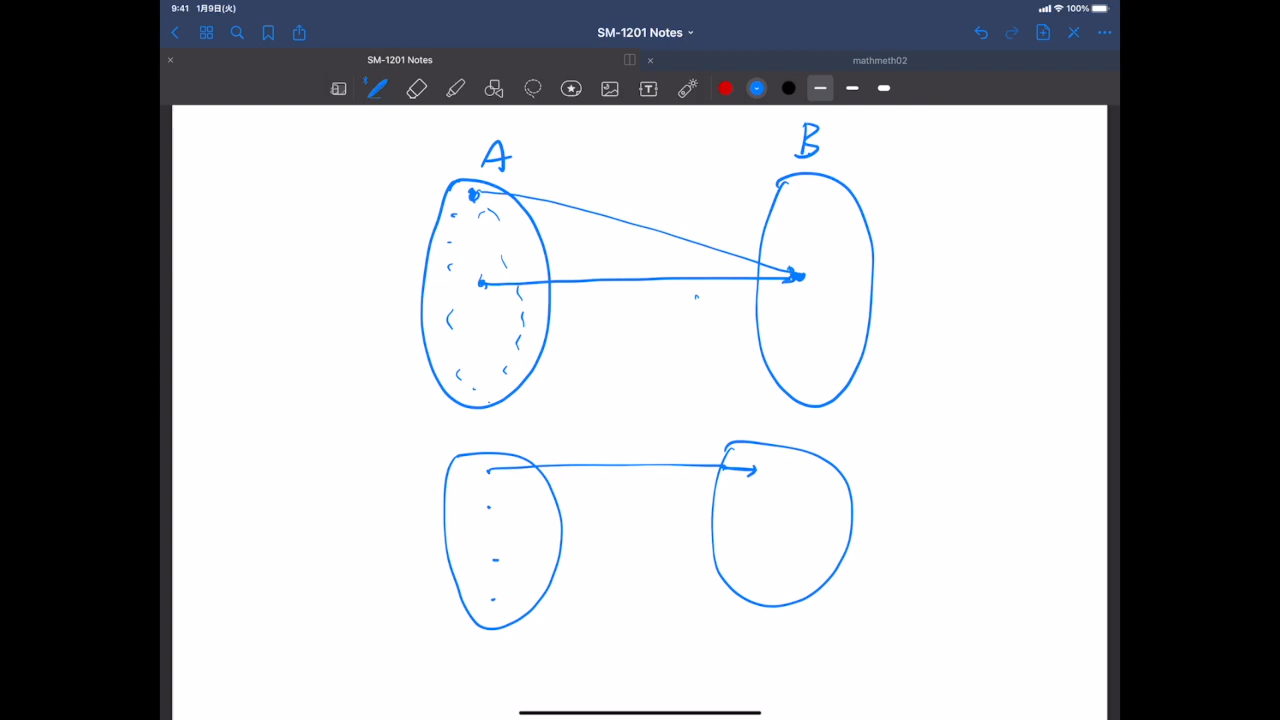 9:41 1月9日(火) 100%
SM-1201 Notes
SM-1201 Notes mathmeth02
T
A B